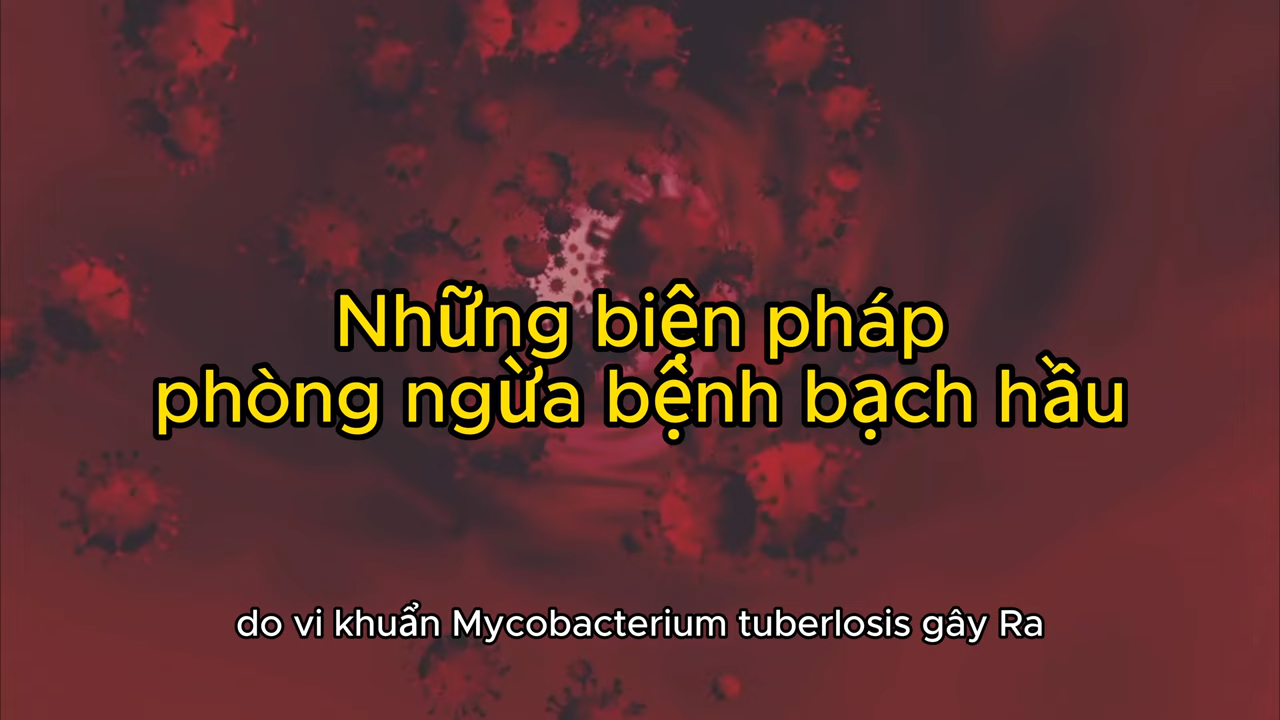 Những biện pháp
phòng ngừa bệnh bạch hầu
do vi khuẩn Mycobacterium tuberlosis gây Ra